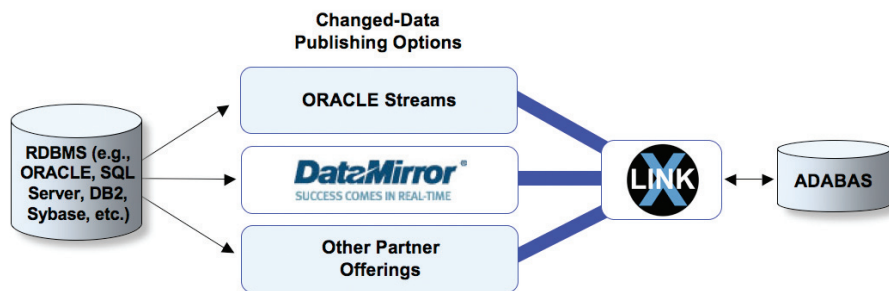 Changed-Data
Publishing Options
RDBMS (e.g.,
ORACLE, SQL
Server, DB2,
Sybase, etc.)
ORACLE Streams
DataMirror®
SUCCESS COMES IN REAL-TIME
Other Partner
Offerings
X
LINK
ADABAS